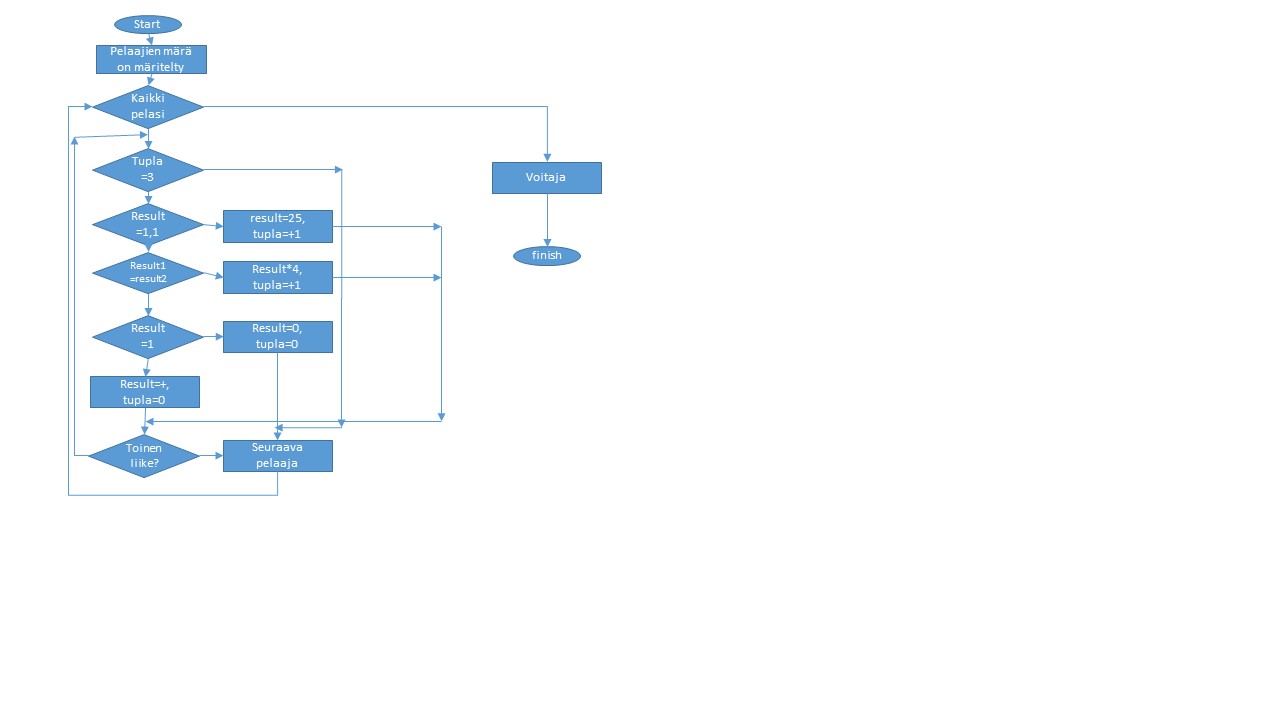 Start
Pelaajien märä
on märitelty
Kaikki
pelasi
Tupla
=3
Voitaja
Result
=1,1
result=25,
tupla=+1
finish
Result1
=result2
Result*4,
tupla=+1
Result
=1
Result=0,
tupla=0
Result=+,
tupla=0
Toinen
liike?
Seuraava
pelaaja